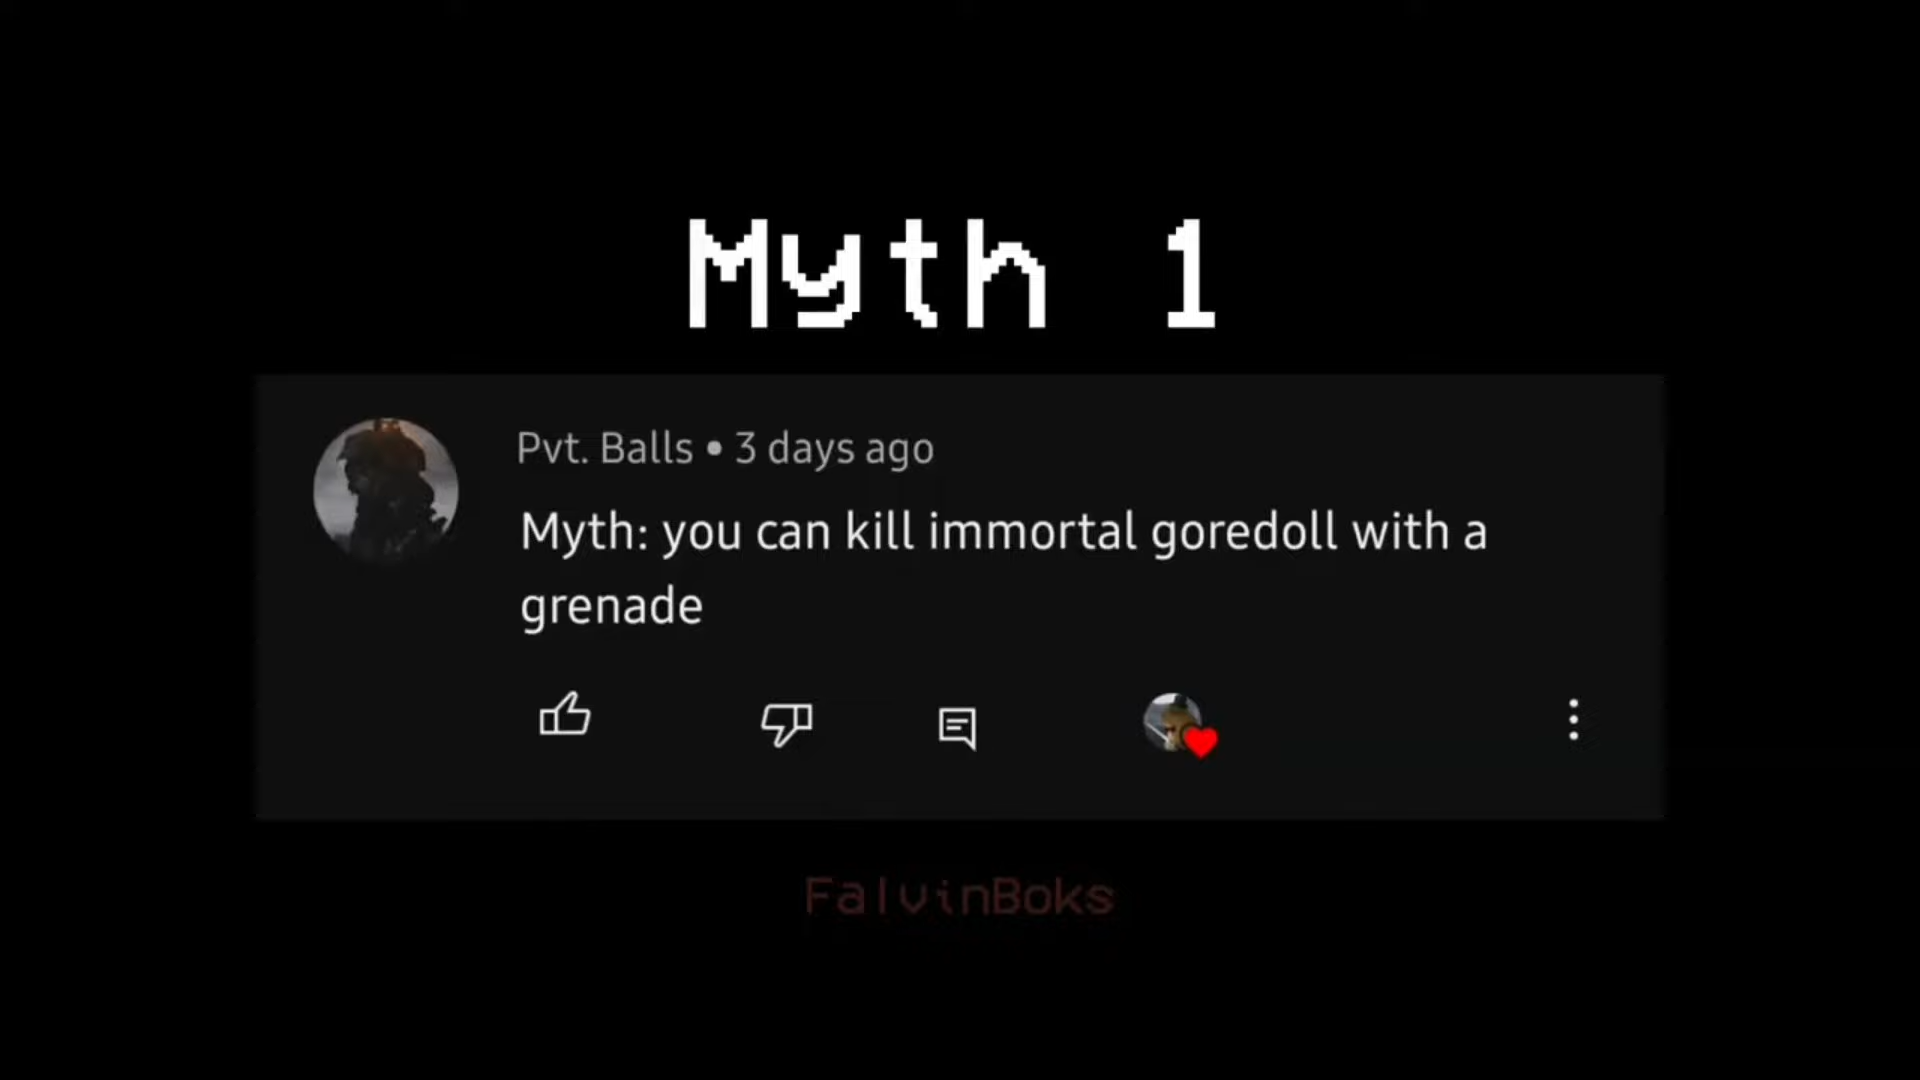 Myth 1
Pvt. Balls • 3 days ago
Myth: you can kill immortal goredoll with a
grenade
FalvinBoks